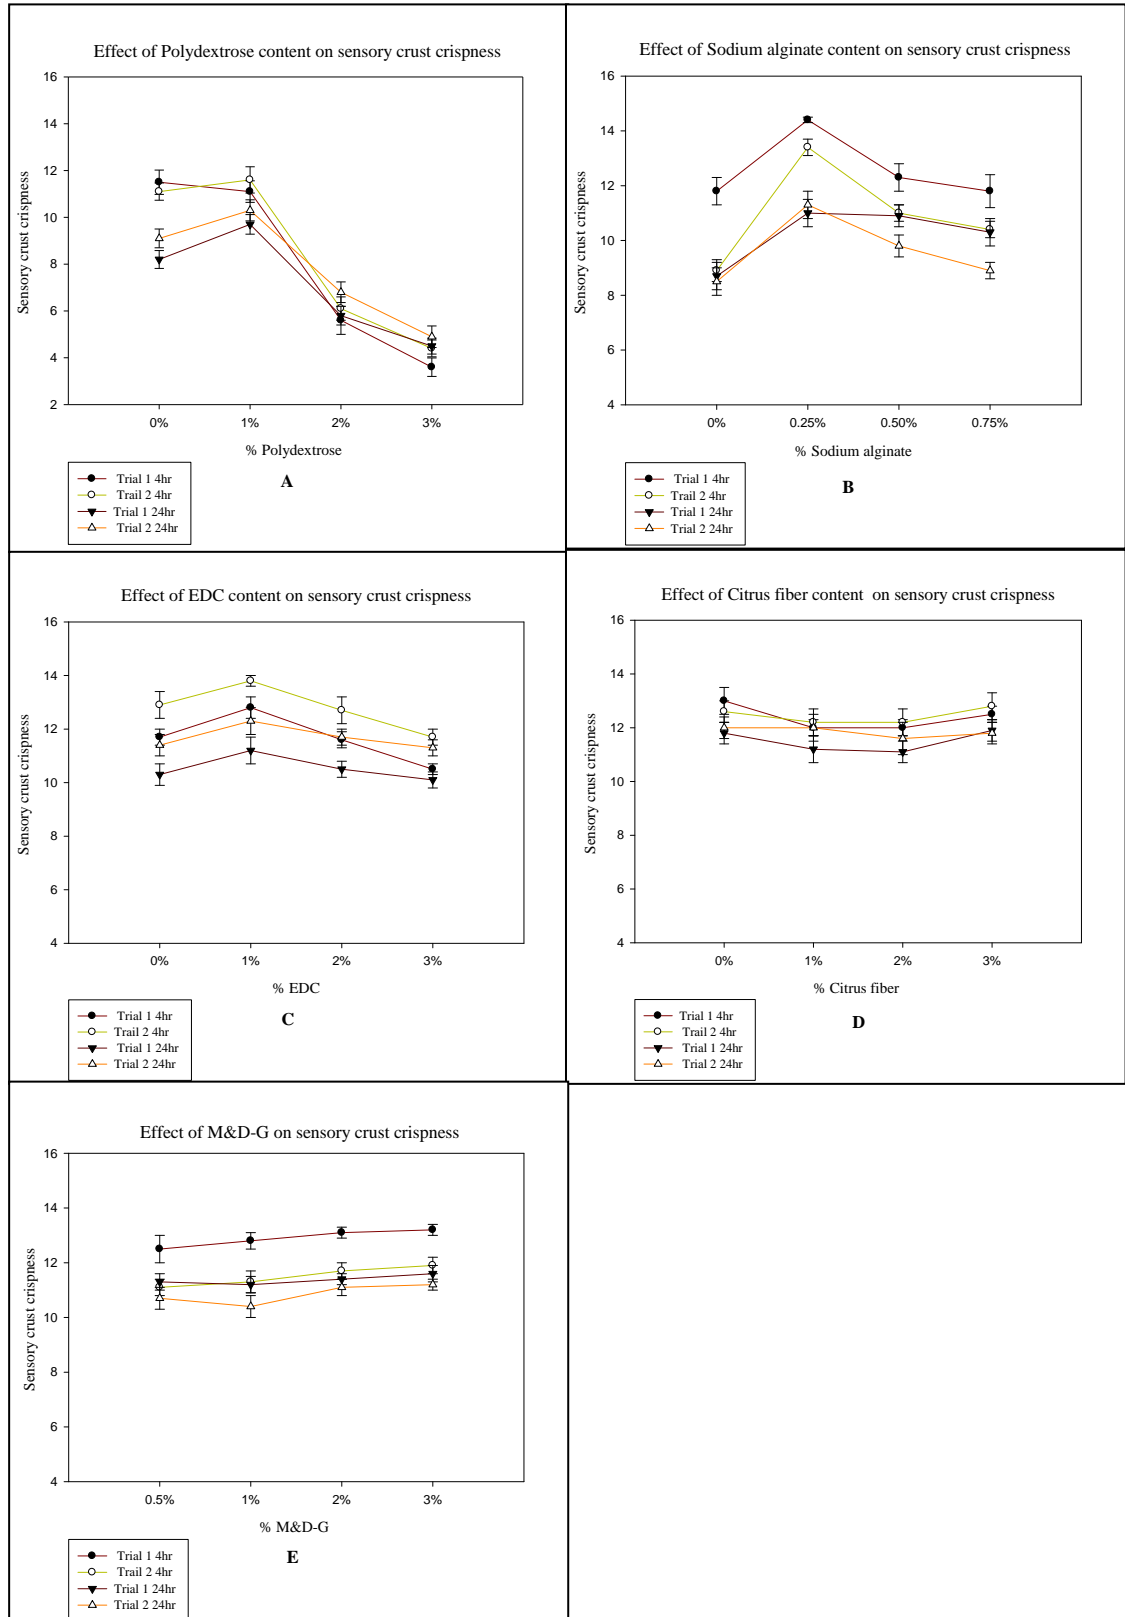 Effect of Polydextrose content on sensory crust crispness
16
14
12
10
8
6
4
2
Sensory crust crispness
0%
1%
2%
3%
% Polydextrose
A
Trial 1 4hr
Trail 2 4hr
Trial 1 24hr
Trial 2 24hr
Effect of Sodium alginate content on sensory crust crispness
16
14
12
10
8
6
4
Sensory crust crispness
0%
0.25%
0.50%
0.75%
% Sodium alginate
B
Trial 1 4hr
Trail 2 4hr
Trial 1 24hr
Trial 2 24hr
Effect of EDC content on sensory crust crispness
16
14
12
10
8
6
4
Sensory crust crispness
0%
1%
2%
3%
% EDC
C
Trial 1 4hr
Trail 2 4hr
Trial 1 24hr
Trial 2 24hr
Effect of Citrus fiber content on sensory crust crispness
16
14
12
10
8
6
4
Sensory crust crispness
0%
1%
2%
3%
% Citrus fiber
D
Trial 1 4hr
Trail 2 4hr
Trial 1 24hr
Trial 2 24hr
Effect of M&D-G on sensory crust crispness
16
14
12
10
8
6
4
Sensory crust crispness
0.5%
1%
2%
3%
% M&D-G
E
Trial 1 4hr
Trail 2 4hr
Trial 1 24hr
Trial 2 24hr